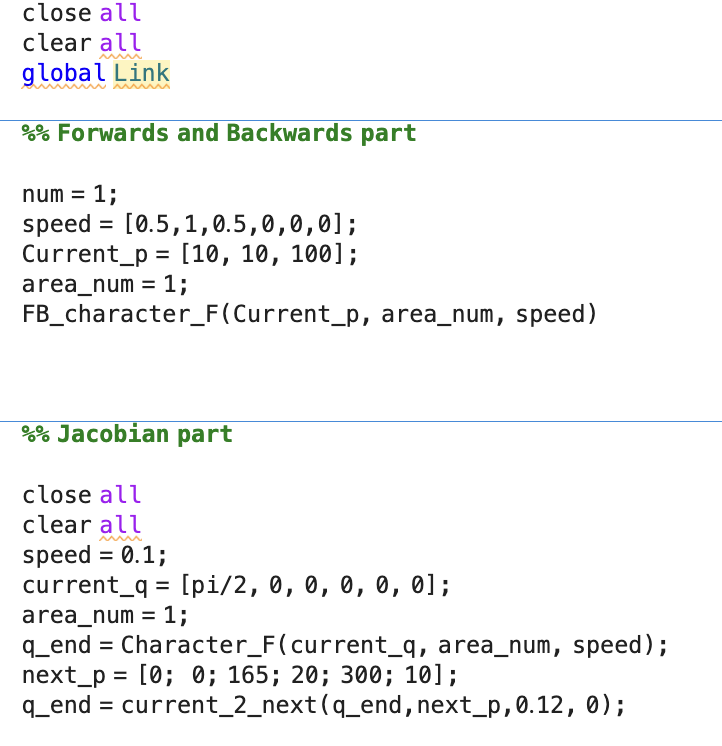 close all
clear all
global Link
%% Forwards and Backwards part
num = 1;
speed = [0.5,1,0.5,0,0,0];
Current_p = [10, 10, 100];
area_num = 1;
FB_character_F(Current_p, area_num, speed)
%% Jacobian part
close all
clear all
speed = 0.1;
current_q = [pi/2, 0, 0, 0, 0, 0];
area_num = 1;
q_end = Character_F(current_q, area_num, speed);
next_p = [0; 0; 165; 20; 300; 10];
q_end = current_2_next(q_end,next_p,0.12, 0);